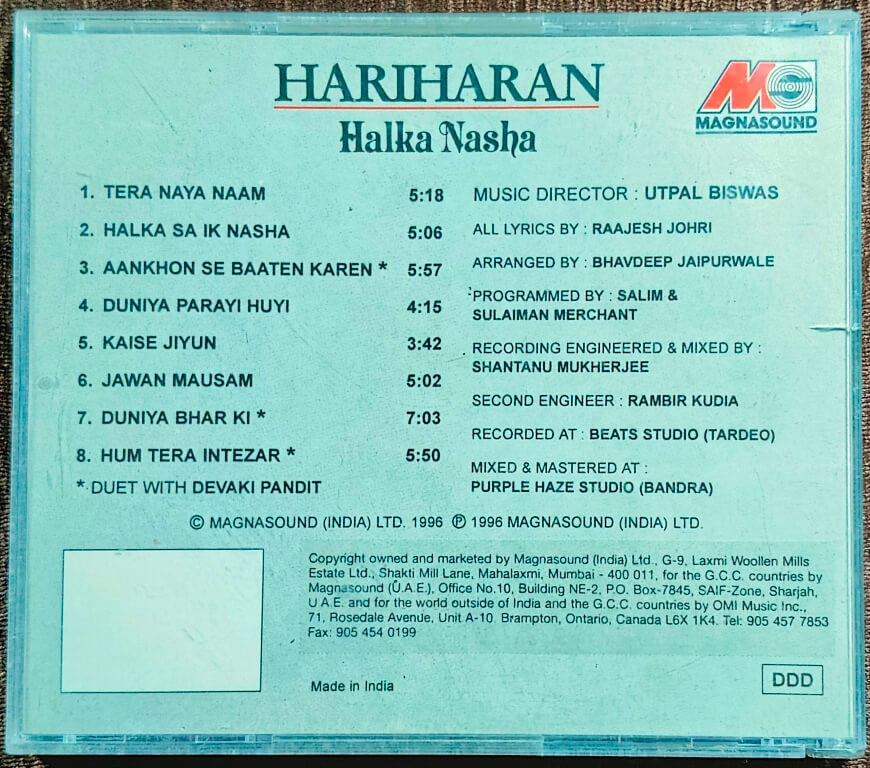 HARIHARAN
Halka Nasha
MAGNASOUND
1. TERA NAYA NAAM 5:18
2. HALKA SA IK NASHA 5:06
3. AANKHON SE BAATEN KAREN * 5:57
4. DUNIYA PARAYI HUYI 4:15
5. KAISE JIYUN 3:42
6. JAWAN MAUSAM 5:02
7. DUNIYA BHAR KI * 7:03
8. HUM TERA INTEZAR * 5:50
* DUET WITH DEVAKI PANDIT
MUSIC DIRECTOR : UTPAL BISWAS
ALL LYRICS BY : RAAJESH JOHRI
ARRANGED BY : BHAVDEEP JAIPURWALE
PROGRAMMED BY : SALIM &
SULAIMAN MERCHANT
RECORDING ENGINEERED & MIXED BY :
SHANTANU MUKHERJEE
SECOND ENGINEER : RAMBIR KUDIA
RECORDED AT : BEATS STUDIO (TARDEO)
MIXED & MASTERED AT :
PURPLE HAZE STUDIO (BANDRA)
© MAGNASOUND (INDIA) LTD. 1996 ℗ 1996 MAGNASOUND (INDIA) LTD.
Copyright owned and marketed by Magnasound (India) Ltd., G-9, Laxmi Woollen Mills
Estate Ltd., Shakti Mill Lane, Mahalaxmi, Mumbai - 400 011, for the G.C.C. countries by
Magnasound (U.A.E.), Office No.10, Building NE-2, P.O. Box-7845, SAIF-Zone, Sharjah,
U.A.E. and for the world outside of India and the G.C.C. countries by OMI Music Inc.,
71, Rosedale Avenue, Unit A-10. Brampton, Ontario, Canada L6X 1K4. Tel: 905 457 7853
Fax: 905 454 0199
Made in India
DDD